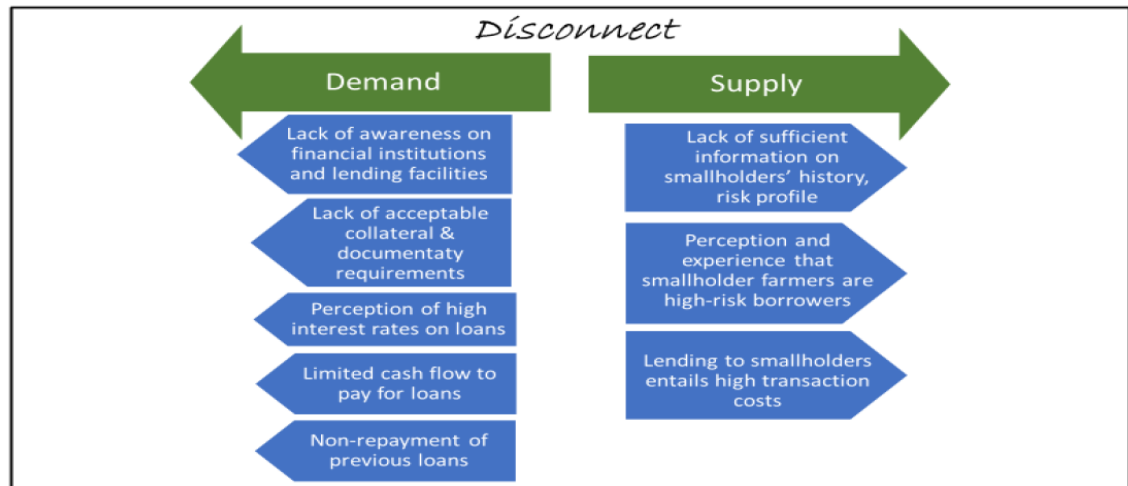 Disconnect
Demand
Lack of awareness on
financial institutions
and lending facilities
Lack of acceptable
collateral &
documentaty
requirements
Perception of high
interest rates on loans
Limited cash flow to
pay for loans
Non-repayment of
previous loans
Supply
Lack of sufficient
information on
smallholders’ history,
risk profile
Perception and
experience that
smallholder farmers are
high-risk borrowers
Lending to smallholders
entails high transaction
costs